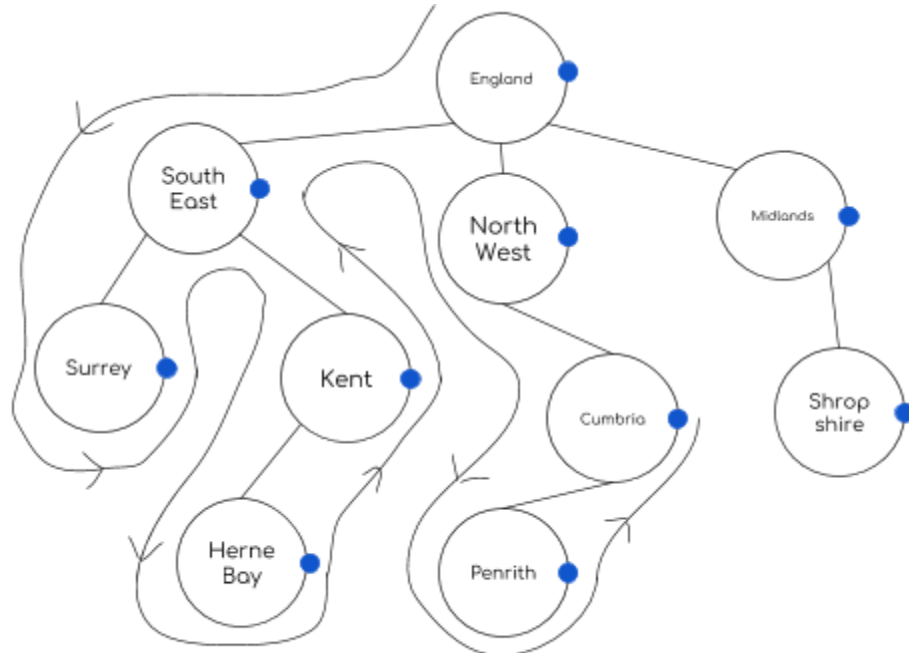 England
South
East
North
West
Midlands
Surrey
Kent
Cumbria
Shrop
shire
Herne
Bay
Penrith